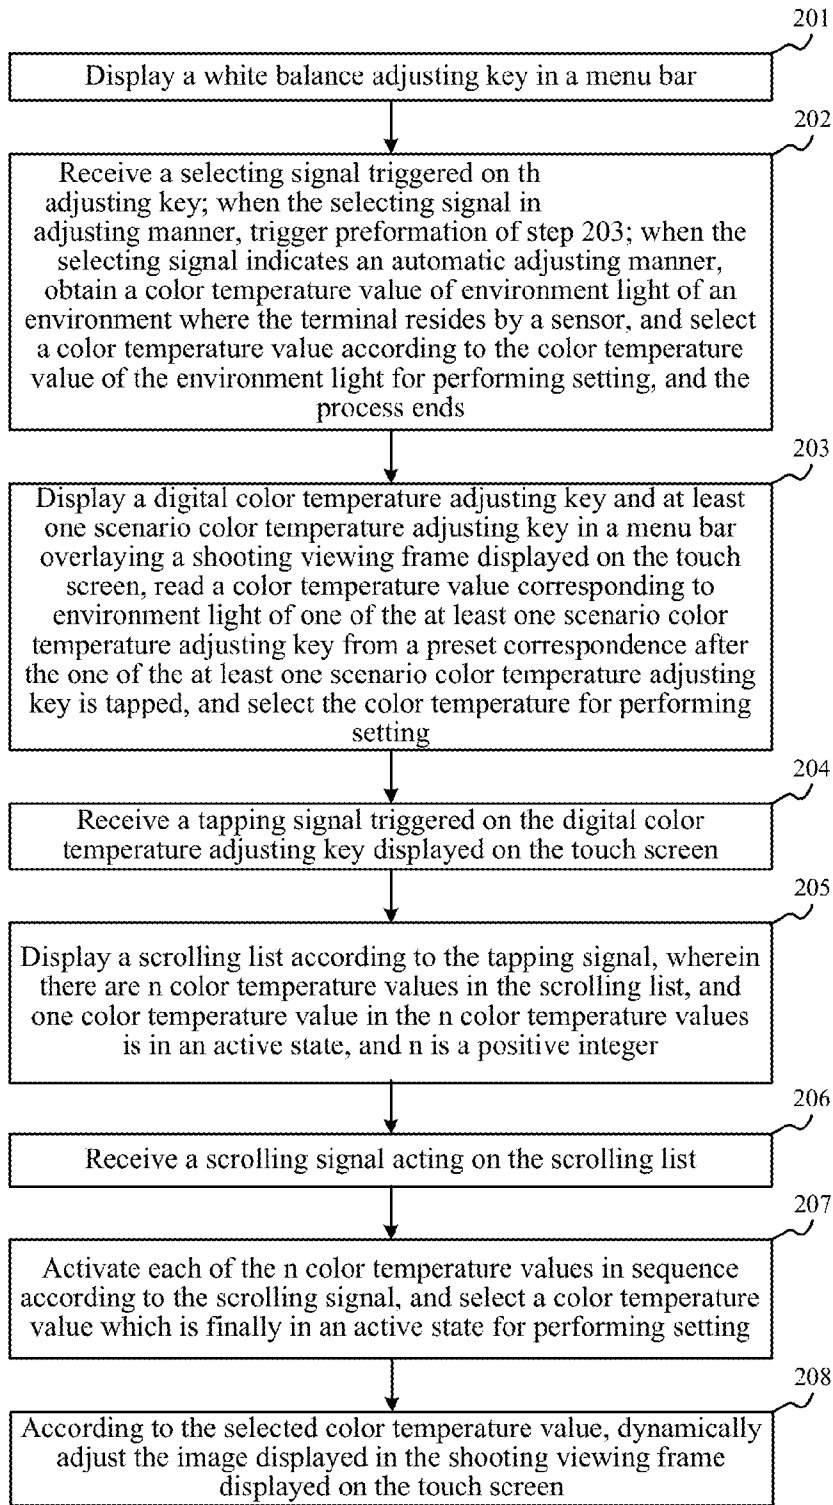 201
Display a white balance adjusting key in a menu bar
202
Receive a selecting signal triggered on th
adjusting key; when the selecting signal in
adjusting manner, trigger preformation of step 203; when the
selecting signal indicates an automatic adjusting manner,
obtain a color temperature value of environment light of an
environment where the terminal resides by a sensor, and select
a color temperature value according to the color temperature
value of the environment light for performing setting, and the
process ends
203
Display a digital color temperature adjusting key and at least
one scenario color temperature adjusting key in a menu bar
overlaying a shooting viewing frame displayed on the touch
screen, read a color temperature value corresponding to
environment light of one of the at least one scenario color
temperature adjusting key from a preset correspondence after
the one of the at least one scenario color temperature adjusting
key is tapped, and select the color temperature for performing
setting
204
Receive a tapping signal triggered on the digital color
temperature adjusting key displayed on the touch screen
205
Display a scrolling list according to the tapping signal, wherein
there are n color temperature values in the scrolling list, and
one color temperature value in the n color temperature values
is in an active state, and n is a positive integer
206
Receive a scrolling signal acting on the scrolling list
207
Activate each of the n color temperature values in sequence
according to the scrolling signal, and select a color temperature
value which is finally in an active state for performing setting
208
According to the selected color temperature value, dynamically
adjust the image displayed in the shooting viewing frame
displayed on the touch screen